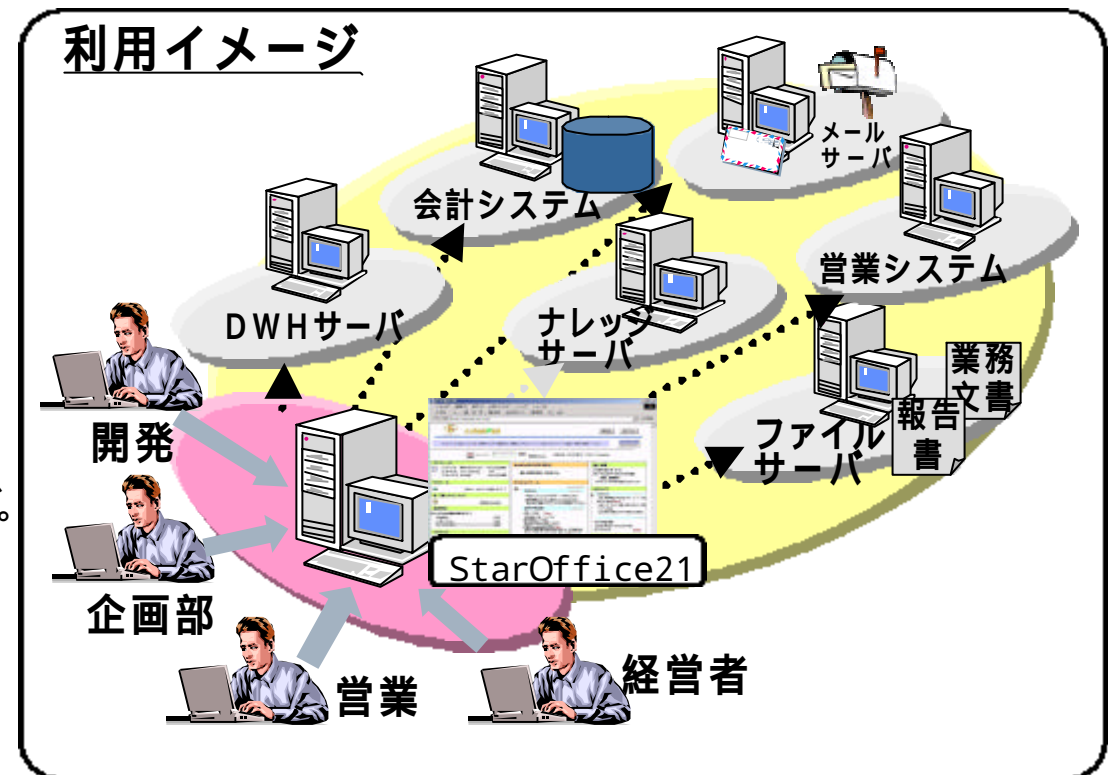 利用イメージ
メール
サーバ
会計システム
営業システム
DWHサーバ
ナレッジ
サーバ
業務
文書
報告
書
ファイル
サーバ
開発
。
StarOffice21
企画部
営業
経営者